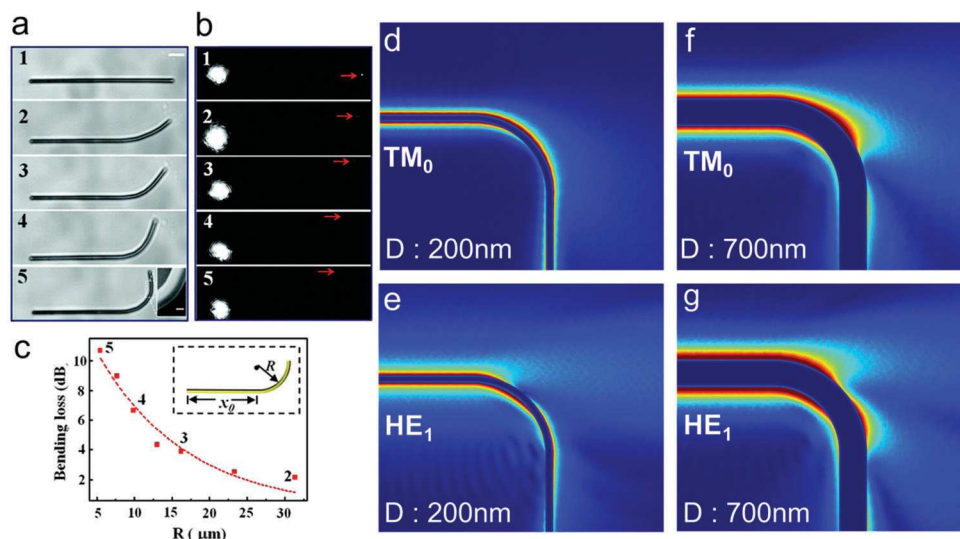 a
1
2
3
4
5
b
1
2
3
4
5
c
Bending loss (dB)
10
8
6
4
2
5
4
3
2
R
x0
5 10 15 20 25 30
R ( μm)
d
TM0
D : 200nm
f
TM0
D : 700nm
e
HE1
D : 200nm
g
HE1
D : 700nm